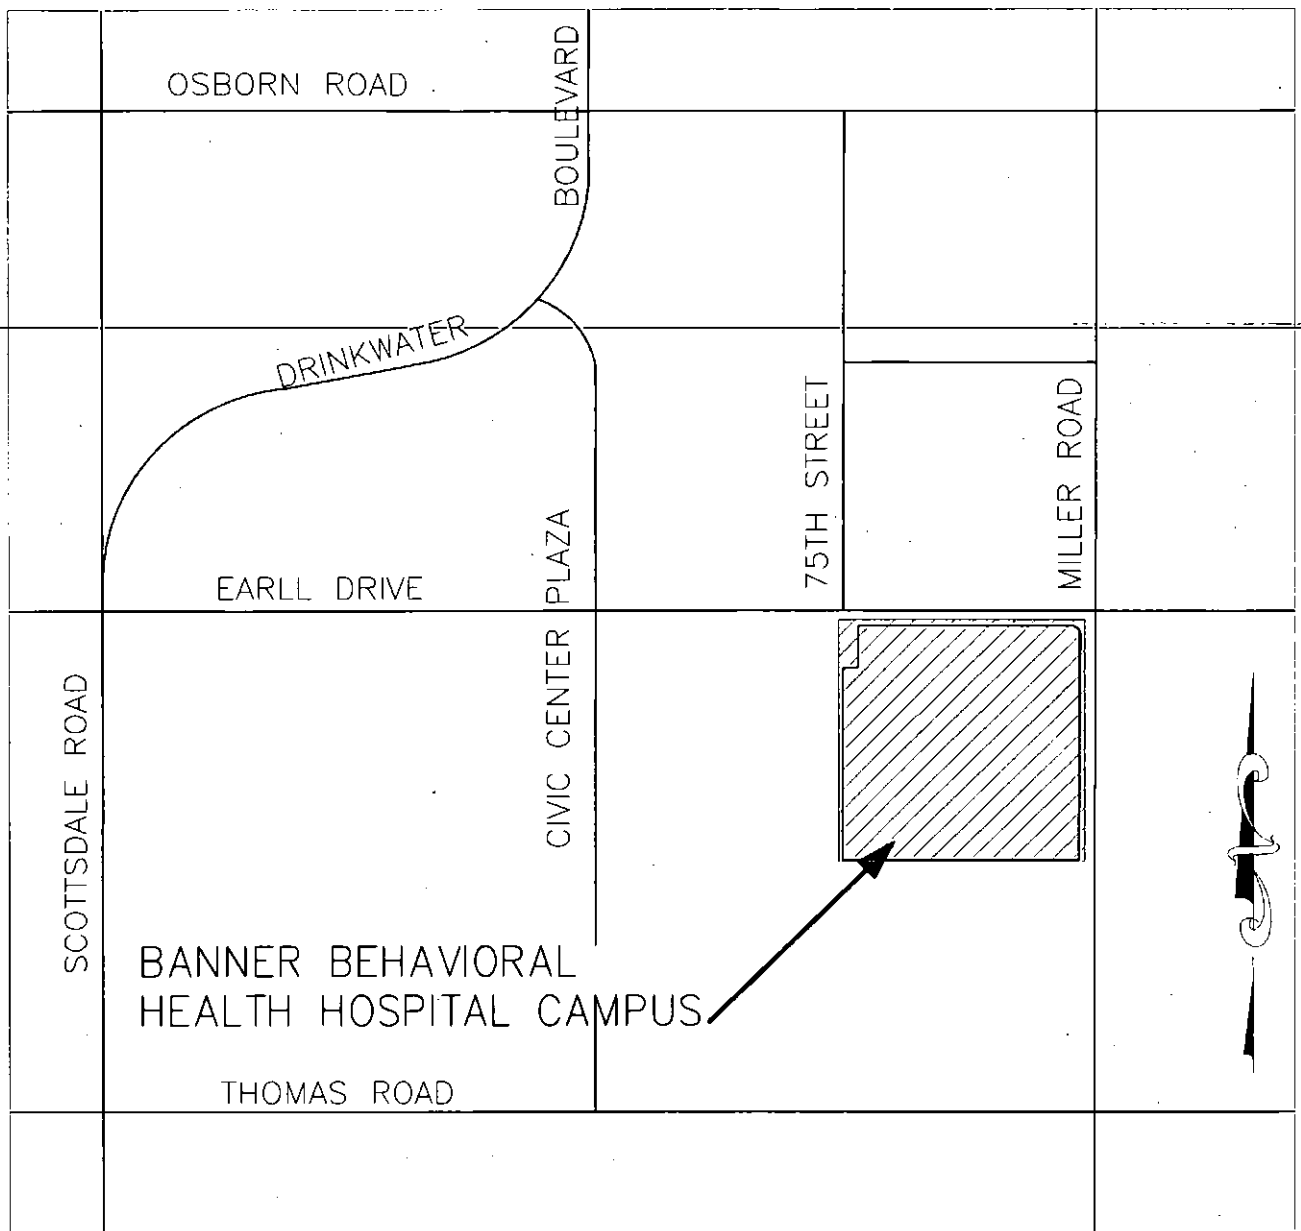 OSBORN ROAD
BOULEVARD
DRINKWATER
75TH STREET
MILLER ROAD
EARLL DRIVE
CIVIC CENTER PLAZA
SCOTTSDALE ROAD
BANNER BEHAVIORAL
HEALTH HOSPITAL CAMPUS
THOMAS ROAD